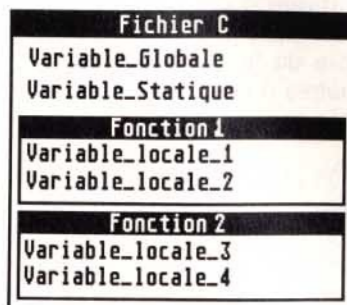 Fichier C
Variable_Globale
Variable_Statique
Fonction 1
Variable_locale_1
Variable_locale_2
Fonction 2
Variable_locale_3
Variable_locale_4